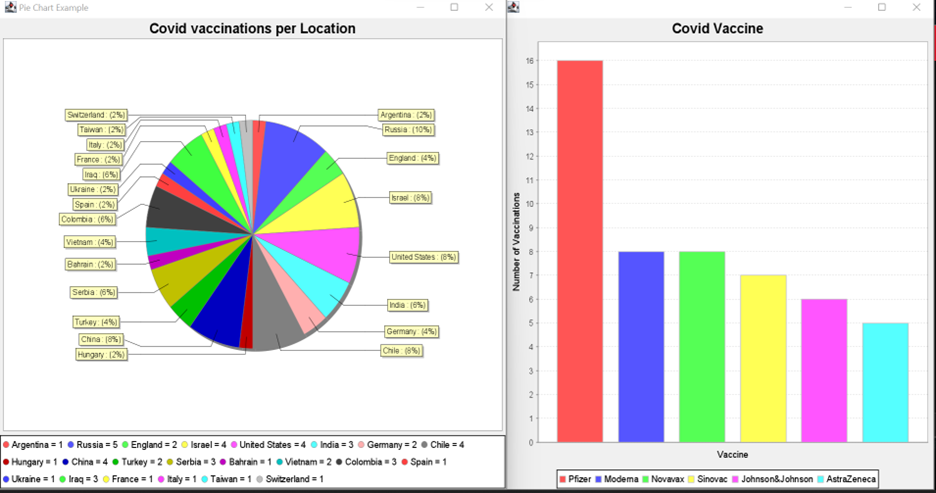 Pie Chart Example
Covid vaccinations per Location
Switzerland : (2%)
Taiwan : (2%)
Italy : (2%)
France : (2%)
Iraq : (6%)
Ukraine : (2%)
Spain : (2%)
Colombia : (6%)
Vietnam : (4%)
Bahrain : (2%)
Serbia : (6%)
Turkey : (4%)
China : (8%)
Hungary : (2%)
Argentina : (2%)
Russia : (10%)
England : (4%)
Israel : (8%)
United States : (8%)
India : (6%)
Germany : (4%)
Chile : (8%)
Argentina = 1 Russia = 5 England = 2 Israel = 4 United States = 4 India = 3 Germany = 2 Chile = 4
Hungary = 1 China = 4 Turkey = 2 Serbia = 3 Bahrain = 1 Vietnam = 2 Colombia = 3 Spain = 1
Ukraine = 1 Iraq = 3 France = 1 Italy = 1 Taiwan = 1 Switzerland = 1
Covid Vaccine
Number of Vaccinations
16
15
14
13
12
11
10
9
8
7
6
5
4
3
2
1
0
Vaccine
Pfizer Moderna Novavax Sinovac Johnson&Johnson AstraZeneca